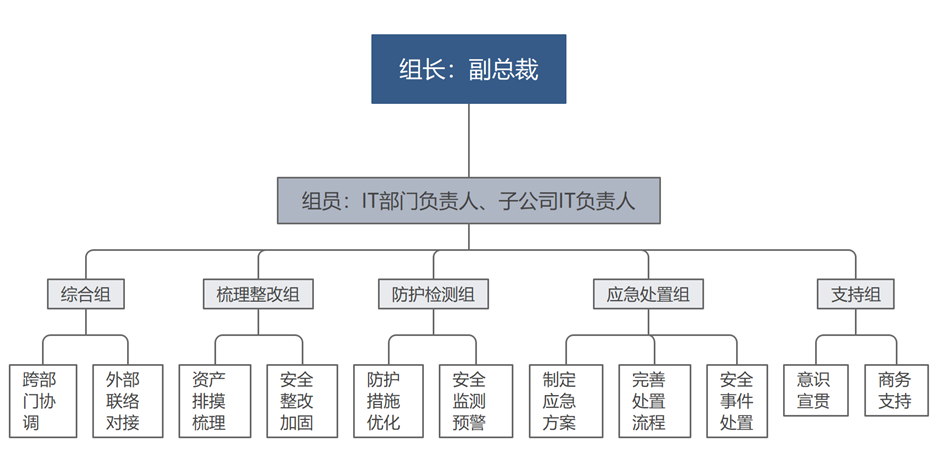 组长：副总裁
组员：IT部门负责人、子公司IT负责人
综合组
梳理整改组
防护检测组
应急处置组
支持组
跨部
门协
调
外部
联络
对接
资产
排摸
梳理
安全
整改
加固
防护
措施
优化
安全
监测
预警
制定
应急
方案
完善
处置
流程
安全
事件
处置
意识
宣贯
商务
支持